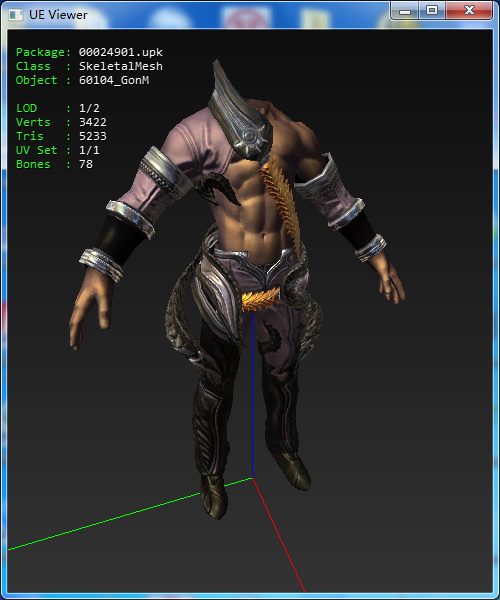 UE Viewer
Package: 00024901.upk
Class : SkeletalMesh
Object : 60104_GonM
LOD : 1/2
Verts : 3422
Tris : 5233
UV Set : 1/1
Bones : 78